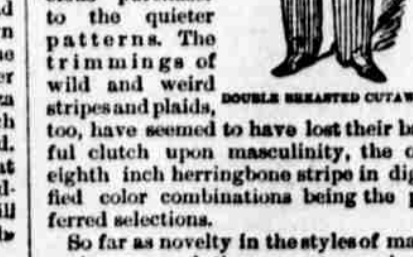 to the quieter
patterns. The
trimmings of
wild and weird
stripes and plaids,
DOUBLE BREASTED CUTAW
too, have seemed to have lost their b
ful clutch upon masculinity, the
eighth inch herringbone stripe in dig
fied color combinations being the p
ferred selections.
So far as novelty in the styles of ma